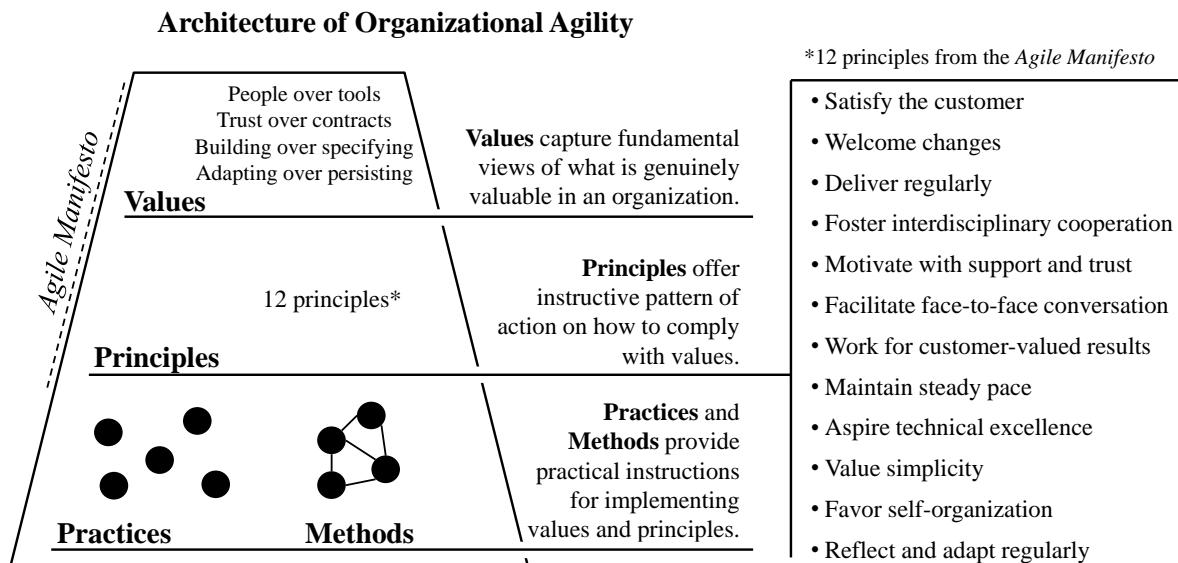 Architecture of Organizational Agility
Agile Manifesto
People over tools
Trust over contracts
Building over specifying
Adapting over persisting
Values
Values capture fundamental
views of what is genuinely
valuable in an organization.
12 principles*
Principles
Principles offer
instructive pattern of
action on how to comply
with values.
Practices
Methods
Practices and
Methods provide
practical instructions
for implementing
values and principles.
*12 principles from the Agile Manifesto
• Satisfy the customer
• Welcome changes
• Deliver regularly
• Foster interdisciplinary cooperation
• Motivate with support and trust
• Facilitate face-to-face conversation
• Work for customer-valued results
• Maintain steady pace
• Aspire technical excellence
• Value simplicity
• Favor self-organization
• Reflect and adapt regularly